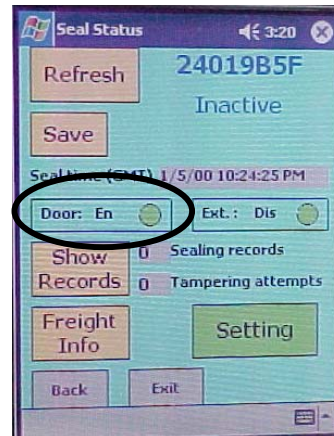 Seal Status 3:20
Refresh
24019B5F
Inactive
Save
Seal time (GMT) 1/5/00 10:24:25 PM
Door: En
Ext.: Dis
Show Records
0 Sealing records
0 Tampering attempts
Freight Info
Setting
Back
Exit